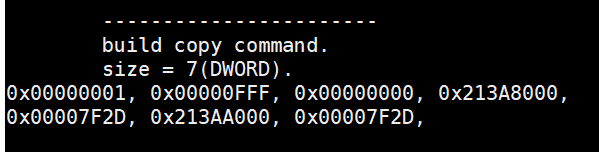 -----------------------
build copy command.
size = 7(DWORD).
0x00000001, 0x00000FFF, 0x00000000, 0x213A8000,
0x00007F2D, 0x213AA000, 0x00007F2D,